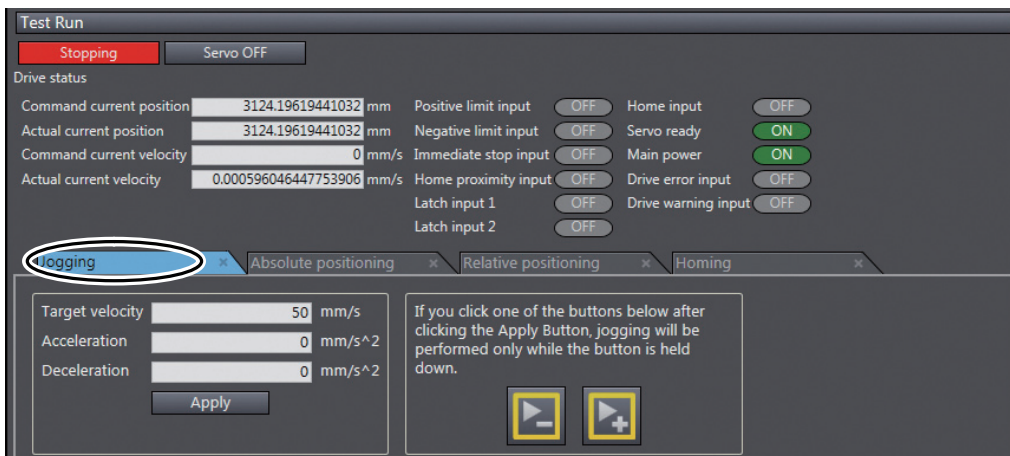 Test Run
Stopping Servo OFF
Drive status
Command current position 3124.19619441032 mm Positive limit input OFF Home input OFF
Actual current position 3124.19619441032 mm Negative limit input OFF Servo ready ON
Command current velocity 0 mm/s Immediate stop input OFF Main power ON
Actual current velocity 0.000596046447753906 mm/s Home proximity input OFF Drive error input OFF
Latch input 1 OFF Drive warning input OFF
Latch input 2 OFF
Jogging × Absolute positioning × Relative positioning × Homing ×
Target velocity 50 mm/s
Acceleration 0 mm/s^2
Deceleration 0 mm/s^2
Apply
If you click one of the buttons below after
clicking the Apply Button, jogging will be
performed only while the button is held
down.